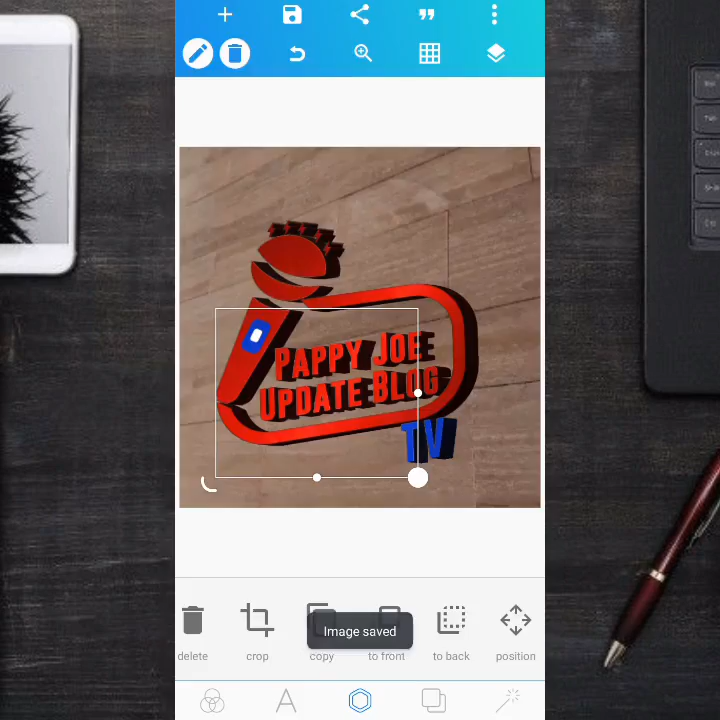 PAPPY JOE
UPDATE BLOG
TV
Image saved
delete
crop
copy
to front
to back
position